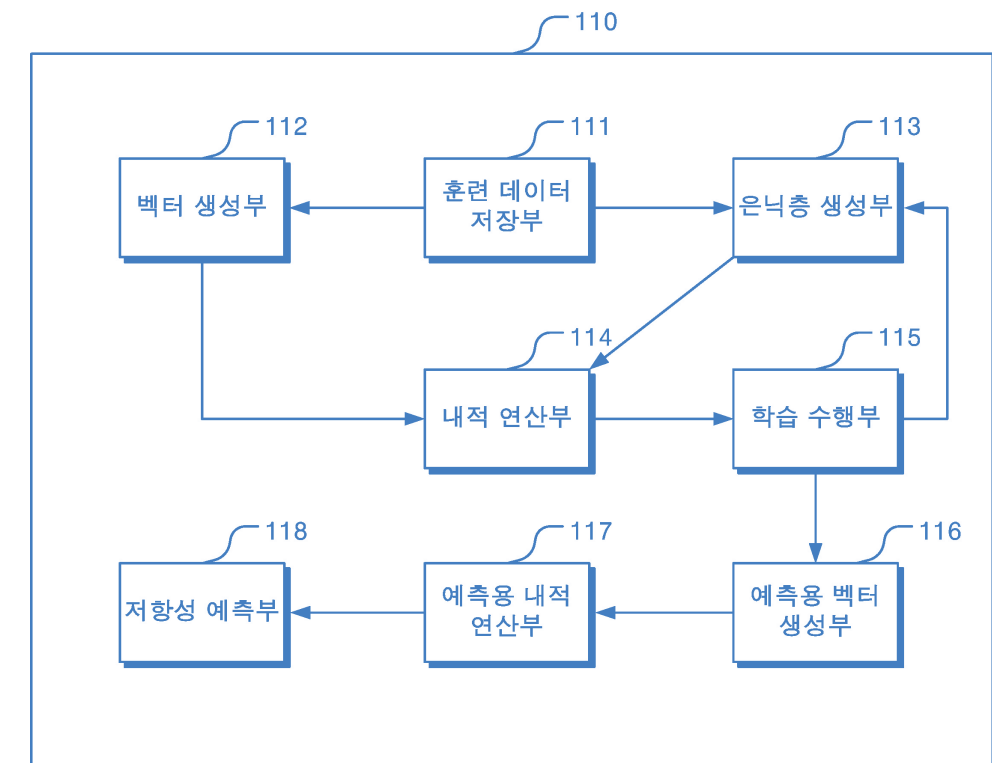 110
112
111
113
벡터 생성부
훈련 데이터
저장부
은닉층 생성부
114
115
내적 연산부
학습 수행부
118
117
116
저항성 예측부
예측용 내적
연산부
예측용 벡터
생성부